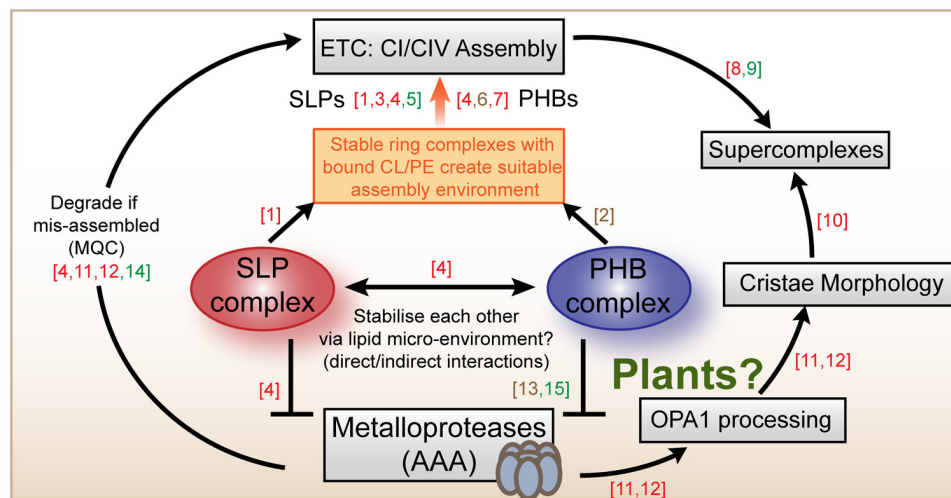 ETC: CI/CIV Assembly
SLPs [1,3,4,5] [4,6,7] PHBs
[8,9]
Stable ring complexes with
bound CL/PE create suitable
assembly environment
Supercomplexes
Degrade if
mis-assembled
(MQC)
[4,11,12,14]
[1]
[2]
[10]
SLP
complex
[4]
PHB
complex
Cristae Morphology
Stabilise each other
via lipid micro-environment?
(direct/indirect interactions)
[4]
[13,15]
Plants?
[11,12]
Metalloproteases
(AAA)
OPA1 processing
[11,12]